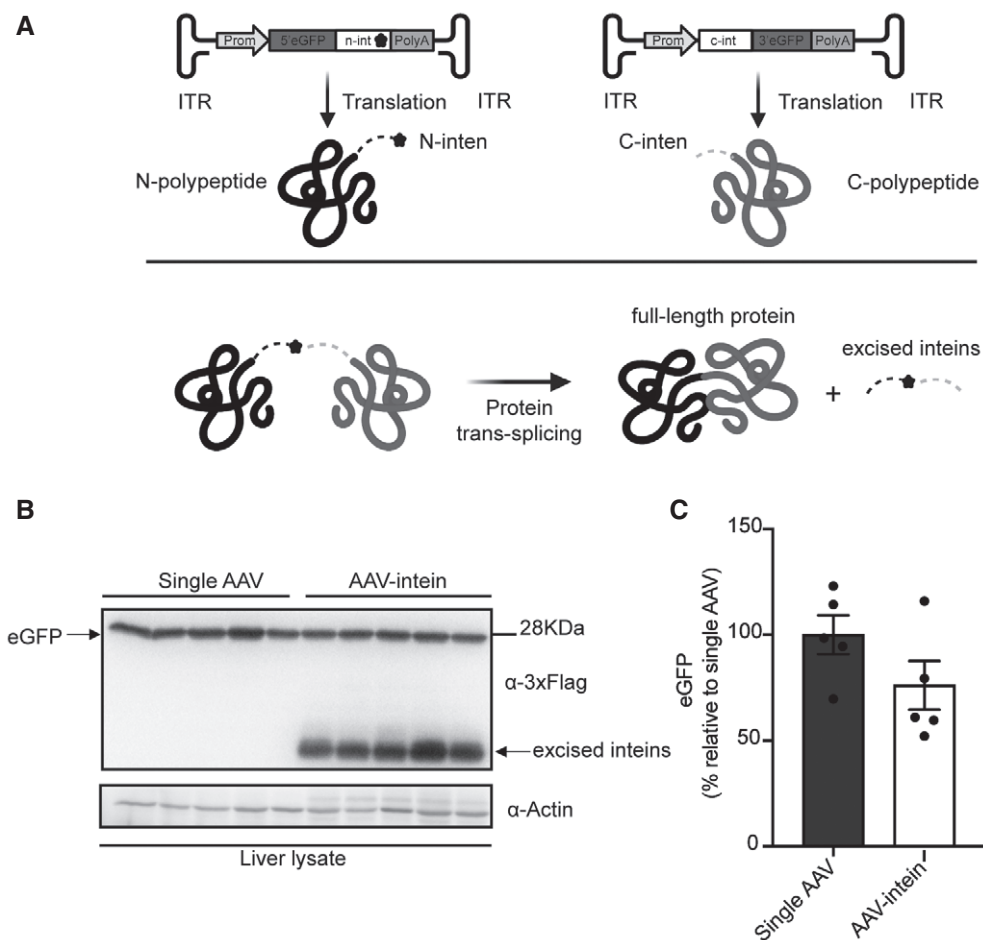 A
Prom 5'eGFP n-int PolyA
Prom c-int 3'eGFP PolyA
ITR Translation ITR
ITR Translation ITR
N-inten
C-inten
N-polypeptide
C-polypeptide
full-length protein
excised inteins
+
Protein
trans-splicing
B
Single AAV AAV-intein
eGFP
28KDa
α-3xFlag
excised inteins
α-Actin
Liver lysate
C
eGFP
(% relative to single AAV)
150
100
50
0
Single AAV
AAV-intein